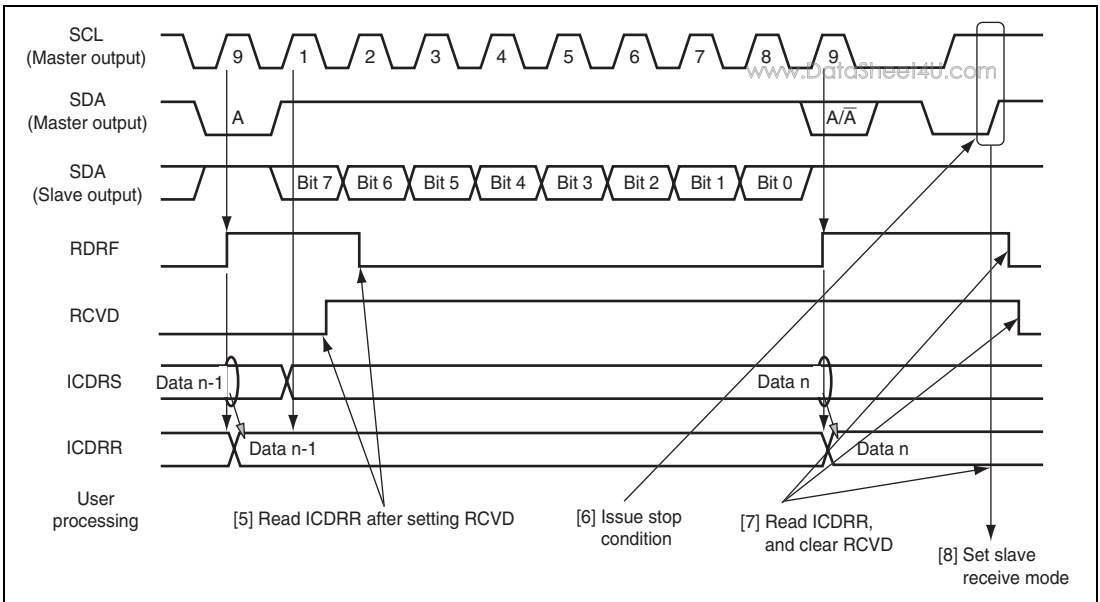 SCL
(Master output)
9 1 2 3 4 5 6 7 8 9
www.DataSheet4U.com
SDA
(Master output)
A A/A̅
SDA
(Slave output)
Bit 7 Bit 6 Bit 5 Bit 4 Bit 3 Bit 2 Bit 1 Bit 0
RDRF
RCVD
ICDRS
Data n-1 Data n
ICDRR
Data n-1 Data n
User
processing
[5] Read ICDRR after setting RCVD
[6] Issue stop
condition
[7] Read ICDRR,
and clear RCVD
[8] Set slave
receive mode